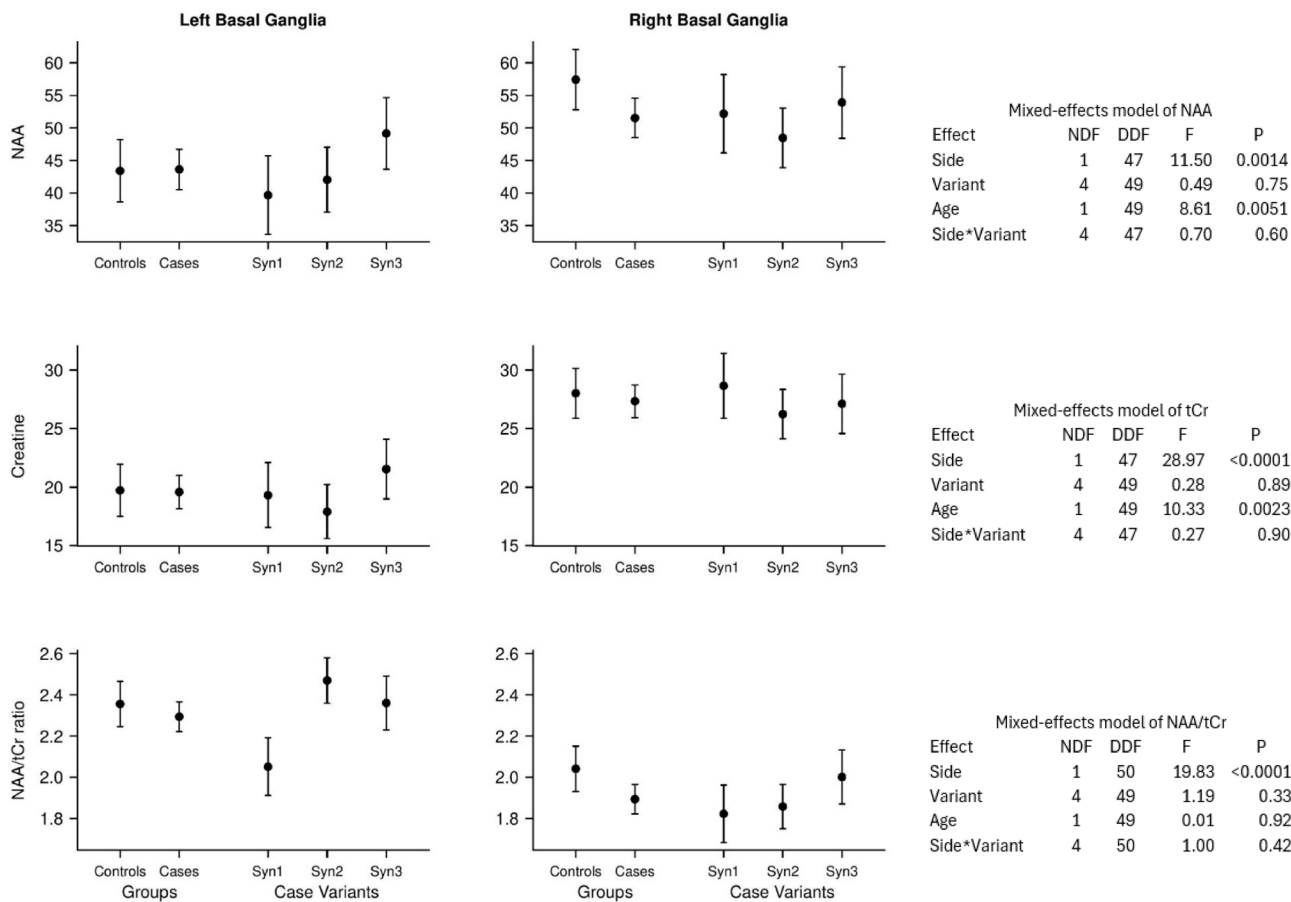 Left Basal Ganglia
Right Basal Ganglia
NAA
60
55
50
45
40
35
Controls Cases Syn1 Syn2 Syn3
60
55
50
45
40
35
Controls Cases Syn1 Syn2 Syn3
Mixed-effects model of NAA
Effect NDF DDF F P
Side 1 47 11.50 0.0014
Variant 4 49 0.49 0.75
Age 1 49 8.61 0.0051
Side*Variant 4 47 0.70 0.60
Creatine
30
25
20
15
Controls Cases Syn1 Syn2 Syn3
30
25
20
15
Controls Cases Syn1 Syn2 Syn3
Mixed-effects model of tCr
Effect NDF DDF F P
Side 1 47 28.97 <0.0001
Variant 4 49 0.28 0.89
Age 1 49 10.33 0.0023
Side*Variant 4 47 0.27 0.90
NAA/tCr ratio
2.6
2.4
2.2
2.0
1.8
Controls Cases Syn1 Syn2 Syn3
Groups Case Variants
2.6
2.4
2.2
2.0
1.8
Controls Cases Syn1 Syn2 Syn3
Groups Case Variants
Mixed-effects model of NAA/tCr
Effect NDF DDF F P
Side 1 50 19.83 <0.0001
Variant 4 49 1.19 0.33
Age 1 49 0.01 0.92
Side*Variant 4 50 1.00 0.42